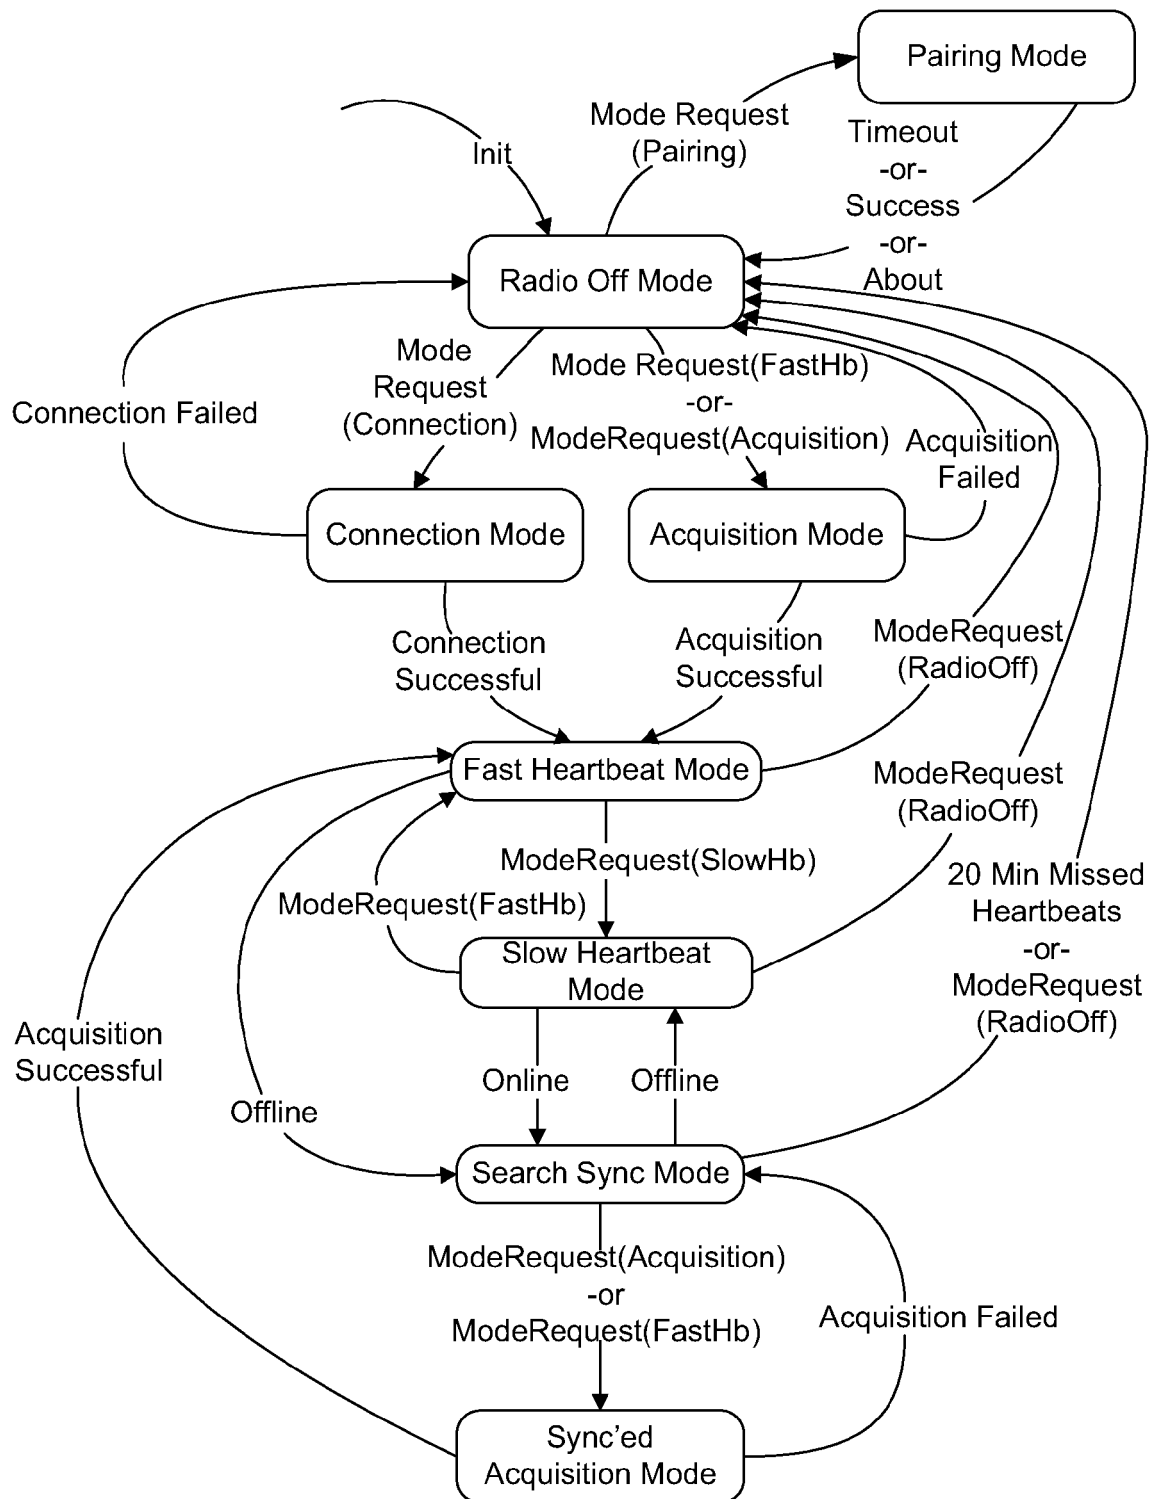 Pairing Mode
Mode Request
(Pairing)
Timeout
-or-
Success
-or-
About
Init
Radio Off Mode
Mode
Request
(Connection)
Mode Request(FastHb)
-or-
ModeRequest(Acquisition)
Connection Failed
Acquisition
Failed
Connection Mode
Acquisition Mode
Connection
Successful
Acquisition
Successful
ModeRequest
(RadioOff)
Fast Heartbeat Mode
ModeRequest
(RadioOff)
ModeRequest(SlowHb)
ModeRequest(FastHb)
20 Min Missed
Heartbeats
-or-
ModeRequest
(RadioOff)
Slow Heartbeat
Mode
Acquisition
Successful
Online
Offline
Offline
Search Sync Mode
ModeRequest(Acquisition)
-or
ModeRequest(FastHb)
Acquisition Failed
Sync'ed
Acquisition Mode